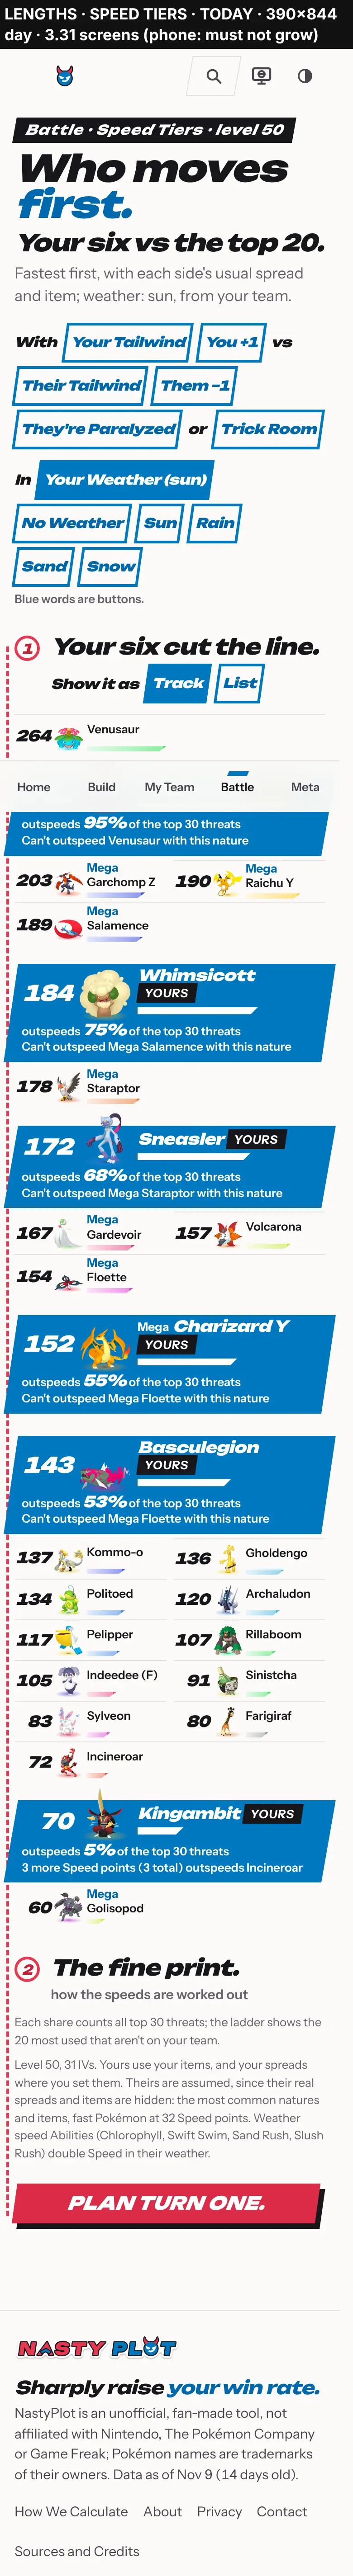 LENGTHS · SPEED TIERS · TODAY · 390×844
day · 3.31 screens (phone: must not grow)
Battle · Speed Tiers · level 50
Who moves
first.
Your six vs the top 20.
Fastest first, with each side's usual spread
and item; weather: sun, from your team.
With Your Tailwind You +1 vs
Their Tailwind Them −1
They're Paralyzed or Trick Room
In Your Weather (sun)
No Weather Sun Rain
Sand Snow
Blue words are buttons.
1 Your six cut the line.
Show it as Track List
264 Venusaur
Home Build My Team Battle Meta
outspeeds 95% of the top 30 threats
Can't outspeed Venusaur with this nature
203 Mega Garchomp Z 190 Mega Raichu Y
189 Mega Salamence
184 Whimsicott YOURS
outspeeds 75% of the top 30 threats
Can't outspeed Mega Salamence with this nature
178 Mega Staraptor
172 Sneasler YOURS
outspeeds 68% of the top 30 threats
Can't outspeed Mega Staraptor with this nature
167 Mega Gardevoir 157 Volcarona
154 Mega Floette
152 Mega Charizard Y YOURS
outspeeds 55% of the top 30 threats
Can't outspeed Mega Floette with this nature
143 Basculegion YOURS
outspeeds 53% of the top 30 threats
Can't outspeed Mega Floette with this nature
137 Kommo-o 136 Gholdengo
134 Politoed 120 Archaludon
117 Pelipper 107 Rillaboom
105 Indeedee (F) 91 Sinistcha
83 Sylveon 80 Farigiraf
72 Incineroar
70 Kingambit YOURS
outspeeds 5% of the top 30 threats
3 more Speed points (3 total) outspeeds Incineroar
60 Mega Golisopod
2 The fine print.
how the speeds are worked out
Each share counts all top 30 threats; the ladder shows the
20 most used that aren't on your team.
Level 50, 31 IVs. Yours use your items, and your spreads
where you set them. Theirs are assumed, since their real
spreads and items are hidden: the most common natures
and items, fast Pokémon at 32 Speed points. Weather
speed Abilities (Chlorophyll, Swift Swim, Sand Rush, Slush
Rush) double Speed in their weather.
PLAN TURN ONE.
NASTY PLOT
Sharply raise your win rate.
NastyPlot is an unofficial, fan-made tool, not
affiliated with Nintendo, The Pokémon Company
or Game Freak; Pokémon names are trademarks
of their owners. Data as of Nov 9 (14 days old).
How We Calculate About Privacy Contact
Sources and Credits